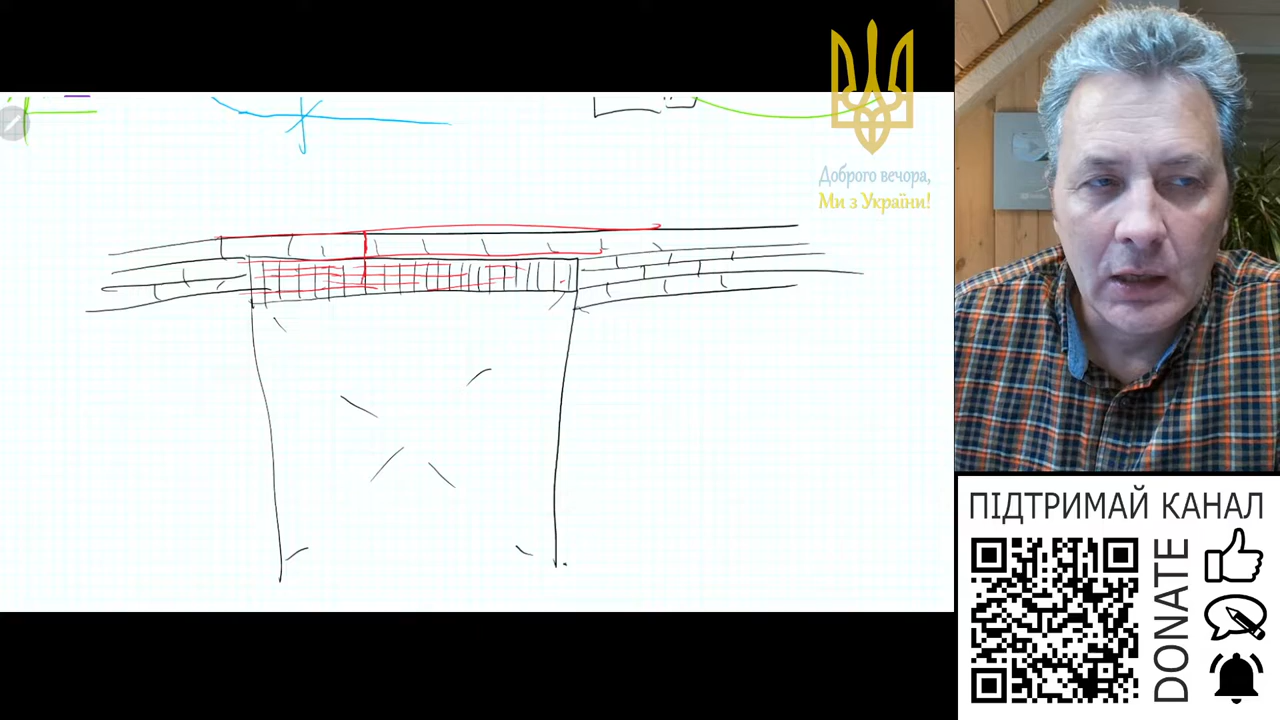 Доброго вечора,
Ми з України!
ПІДТРИМАЙ КАНАЛ
DONATE